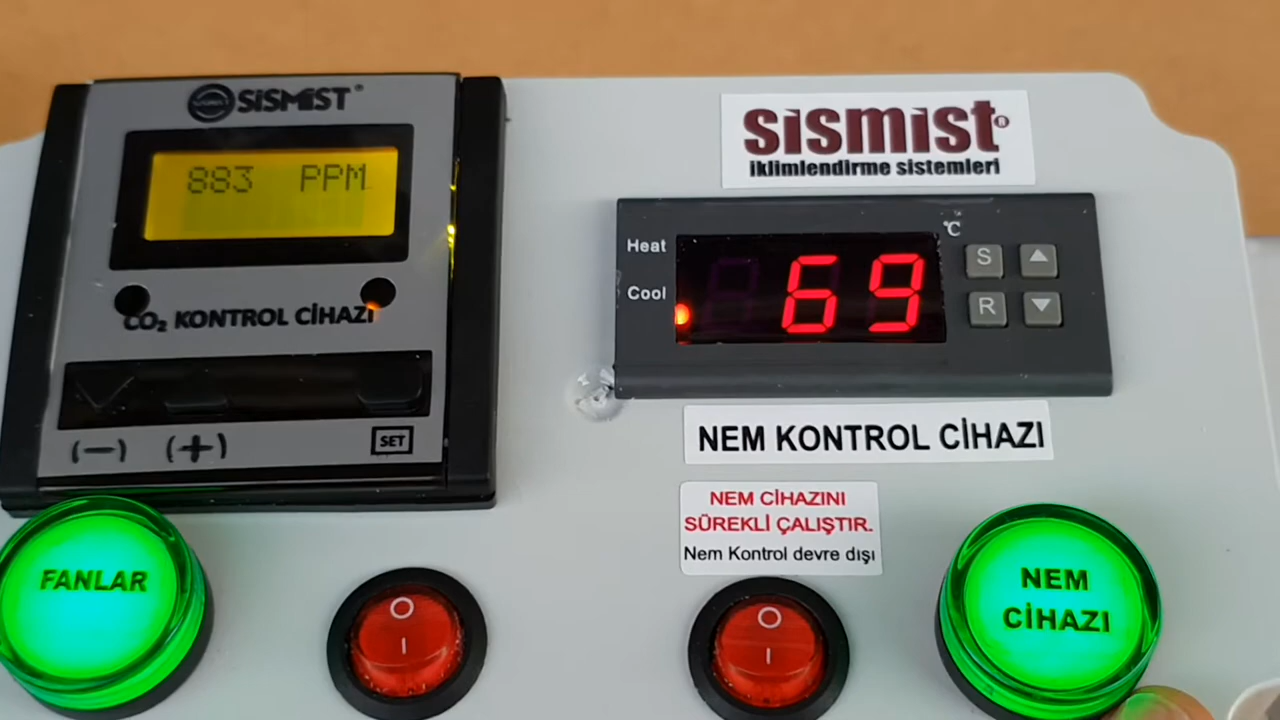 SiSMiST®
883 PPM
CO₂ KONTROL CİHAZI
(−) (+) SET
sismist®
iklimlendirme sistemleri
%
°C
Heat
Cool
69
S
R
NEM KONTROL CİHAZI
NEM CİHAZINI
SÜREKLİ ÇALIŞTIR.
Nem Kontrol devre dışı
FANLAR
O
I
O
I
NEM
CİHAZI